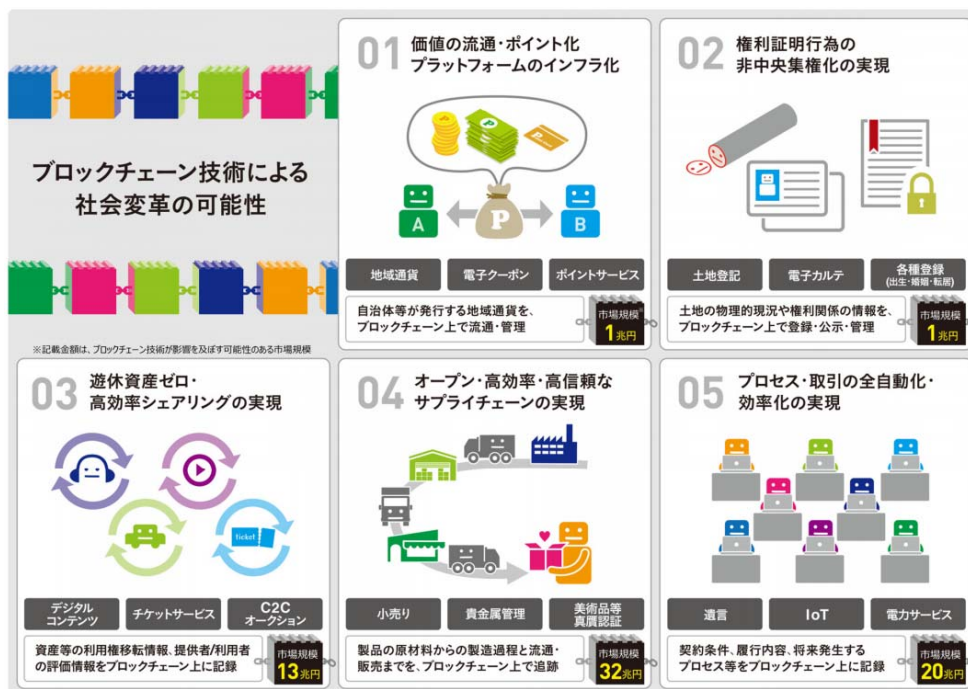 ブロックチェーン技術による
社会変革の可能性
※記載金額は、ブロックチェーン技術が影響を及ぼす可能性のある市場規模
01
価値の流通・ポイント化
プラットフォームのインフラ化
P
P
A
P
B
地域通貨
電子クーポン
ポイントサービス
自治体等が発行する地域通貨を、
ブロックチェーン上で流通・管理
市場規模
1兆円
02
権利証明行為の
非中央集権化の実現
土地登記
電子カルテ
各種登録
(出生・婚姻・転居)
土地の物理的現況や権利関係の情報を、
ブロックチェーン上で登録・公示・管理
市場規模
1兆円
03
遊休資産ゼロ・
高効率シェアリングの実現
ticket
デジタル
コンテンツ
チケットサービス
C2C
オークション
資産等の利用権移転情報、提供者/利用者
の評価情報をブロックチェーン上に記録
市場規模
13兆円
04
オープン・高効率・高信頼な
サプライチェーンの実現
小売り
貴金属管理
美術品等
真贋認証
製品の原材料からの製造過程と流通・
販売までを、ブロックチェーン上で追跡
市場規模
32兆円
05
プロセス・取引の全自動化・
効率化の実現
遺言
IoT
電力サービス
契約条件、履行内容、将来発生する
プロセス等をブロックチェーン上に記録
市場規模
20兆円